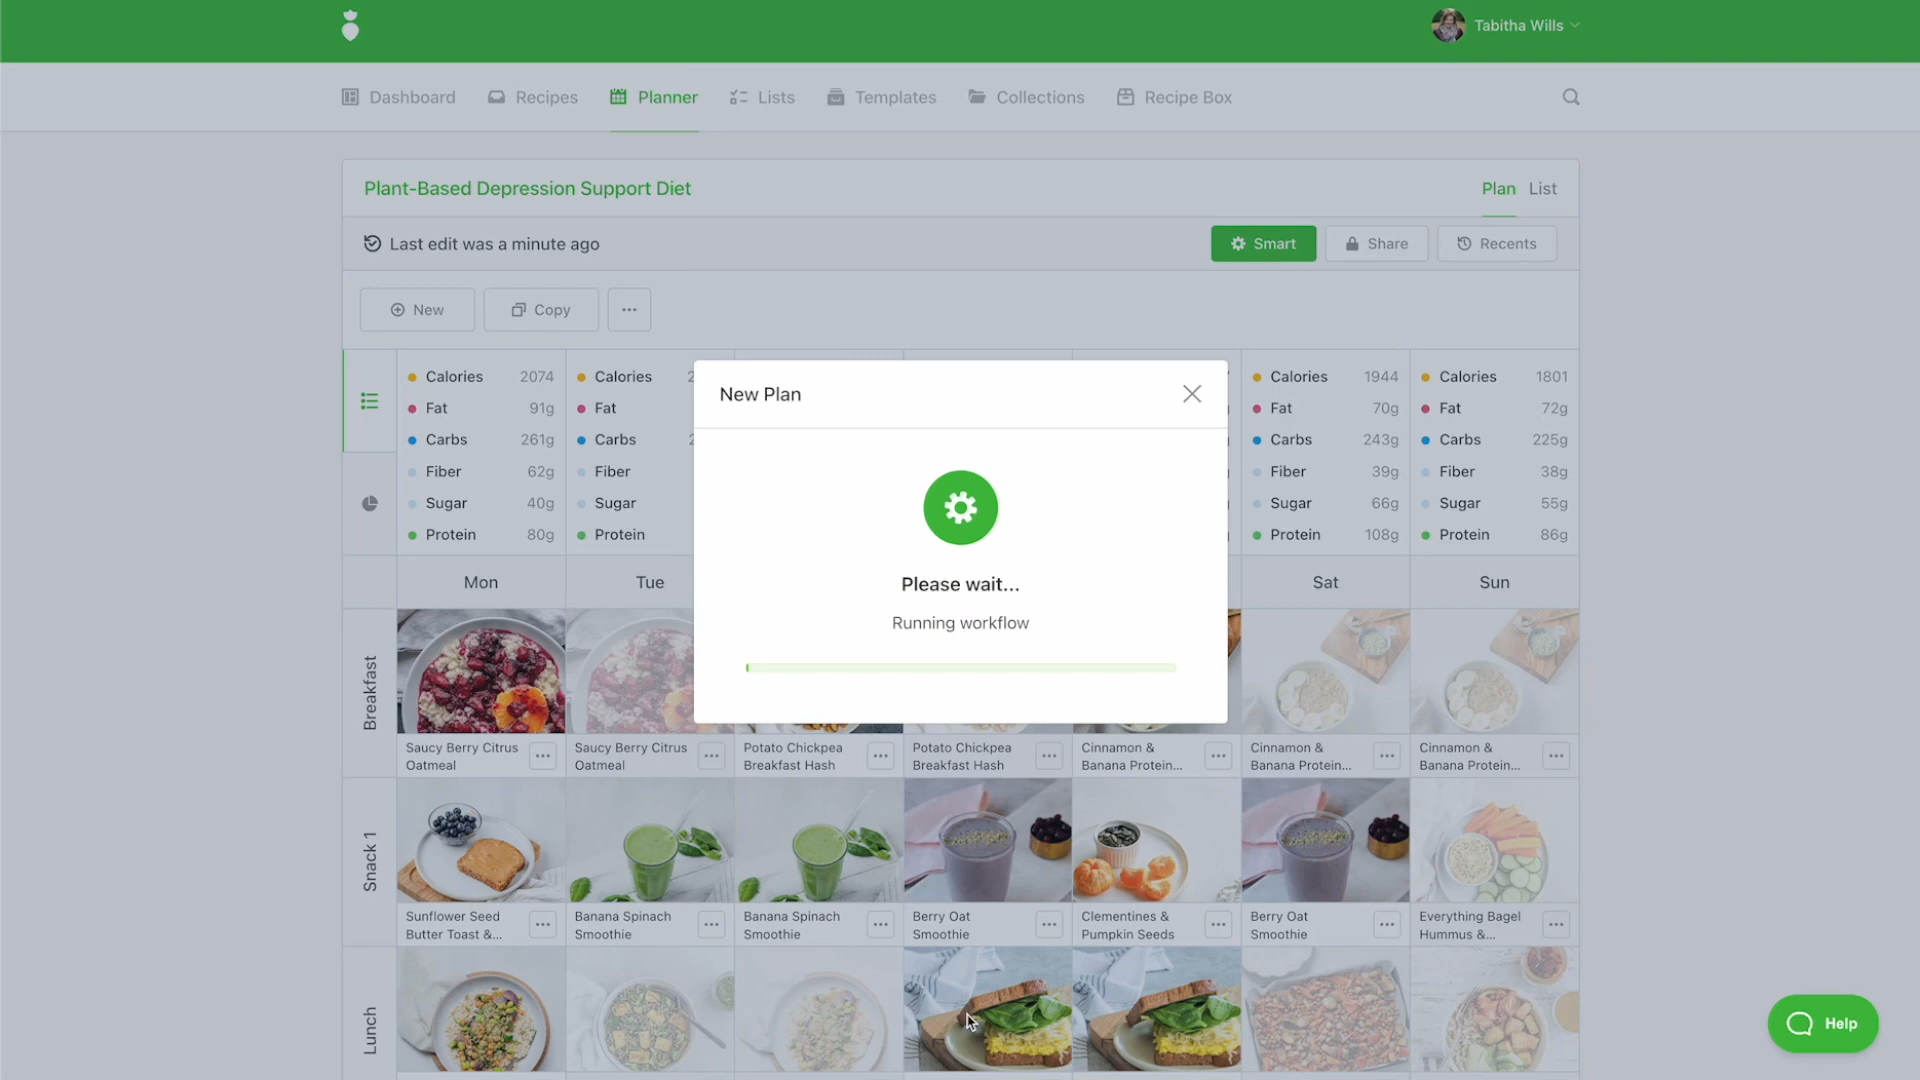 Tabitha Wills
Dashboard
Recipes
Planner
Lists
Templates
Collections
Recipe Box
Plant-Based Depression Support Diet
Plan
List
Last edit was a minute ago
Smart
Share
Recents
New
Copy
Calories 2074
Fat 91g
Carbs 261g
Fiber 62g
Sugar 40g
Protein 80g
Calories
Fat
Carbs
Fiber
Sugar
Protein
Calories 1944
Fat 70g
Carbs 243g
Fiber 39g
Sugar 66g
Protein 108g
Calories 1801
Fat 72g
Carbs 225g
Fiber 38g
Sugar 55g
Protein 86g
New Plan
Please wait...
Running workflow
Mon
Tue
Sat
Sun
Breakfast
Saucy Berry Citrus
Oatmeal
Saucy Berry Citrus
Oatmeal
Potato Chickpea
Breakfast Hash
Potato Chickpea
Breakfast Hash
Cinnamon &
Banana Protein...
Cinnamon &
Banana Protein...
Cinnamon &
Banana Protein...
Snack 1
Sunflower Seed
Butter Toast &...
Banana Spinach
Smoothie
Banana Spinach
Smoothie
Berry Oat
Smoothie
Clementines &
Pumpkin Seeds
Berry Oat
Smoothie
Everything Bagel
Hummus &...
Lunch
Help